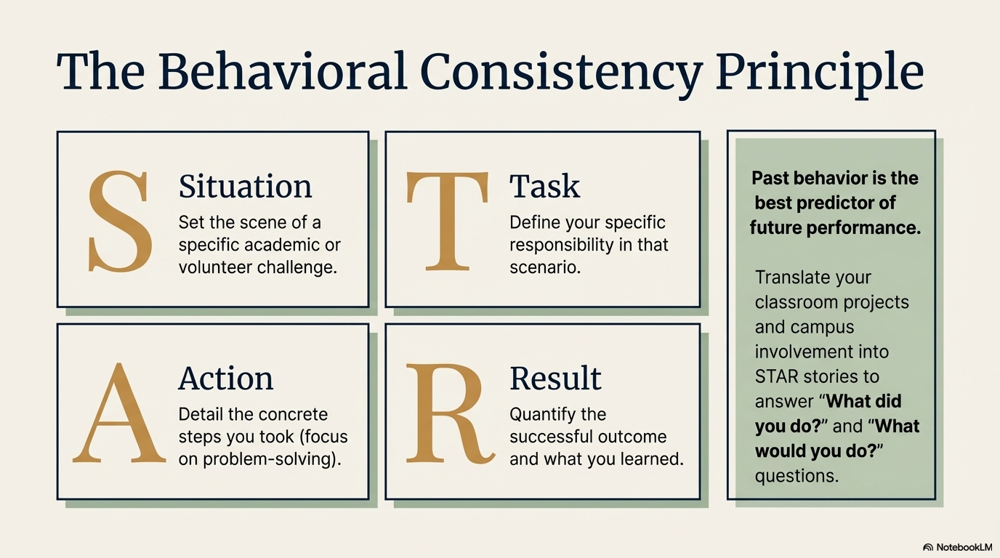 The Behavioral Consistency Principle
S
Situation
Set the scene of a
specific academic or
volunteer challenge.
T
Task
Define your specific
responsibility in that
scenario.
A
Action
Detail the concrete
steps you took (focus
on problem-solving).
R
Result
Quantify the
successful outcome
and what you learned.
Past behavior is the
best predictor of
future performance.
Translate your
classroom projects
and campus
involvement into
STAR stories to
answer “What did
you do?” and “What
would you do?”
questions.
NotebookLM